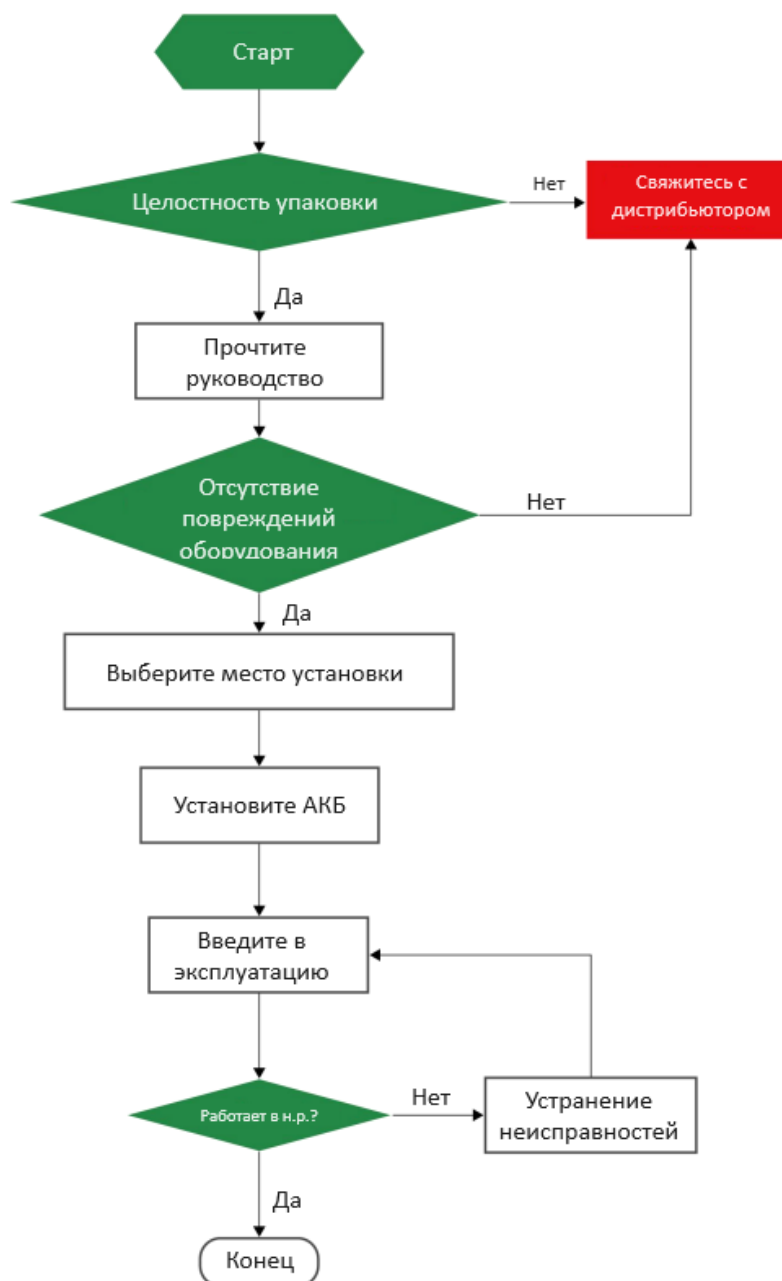 Старт
Целостность упаковки
Нет
Свяжитесь с
дистрибьютором
Да
Прочтите
руководство
Отсутствие
повреждений
оборудования
Нет
Да
Выберите место установки
Установите АКБ
Введите в
эксплуатацию
Работает в н.р.?
Нет
Устранение
неисправностей
Да
Конец